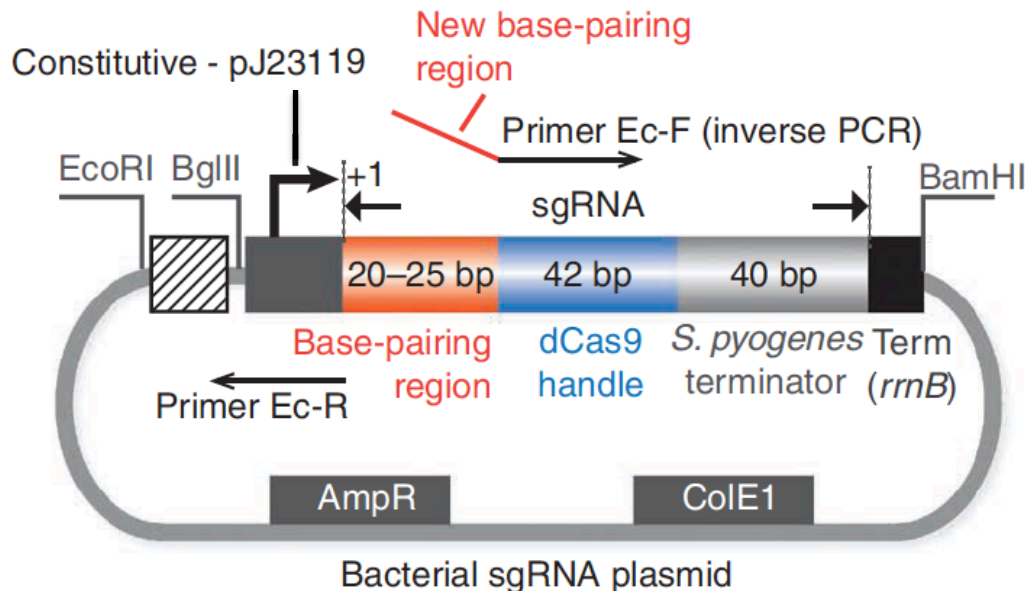 New base-pairing
region
Constitutive - pJ23119
Primer Ec-F (inverse PCR)
EcoRI
BglII
+1
sgRNA
BamHI
20–25 bp
42 bp
40 bp
Base-pairing
region
dCas9
handle
S. pyogenes
terminator
Term
(rrnB)
Primer Ec-R
AmpR
ColE1
Bacterial sgRNA plasmid